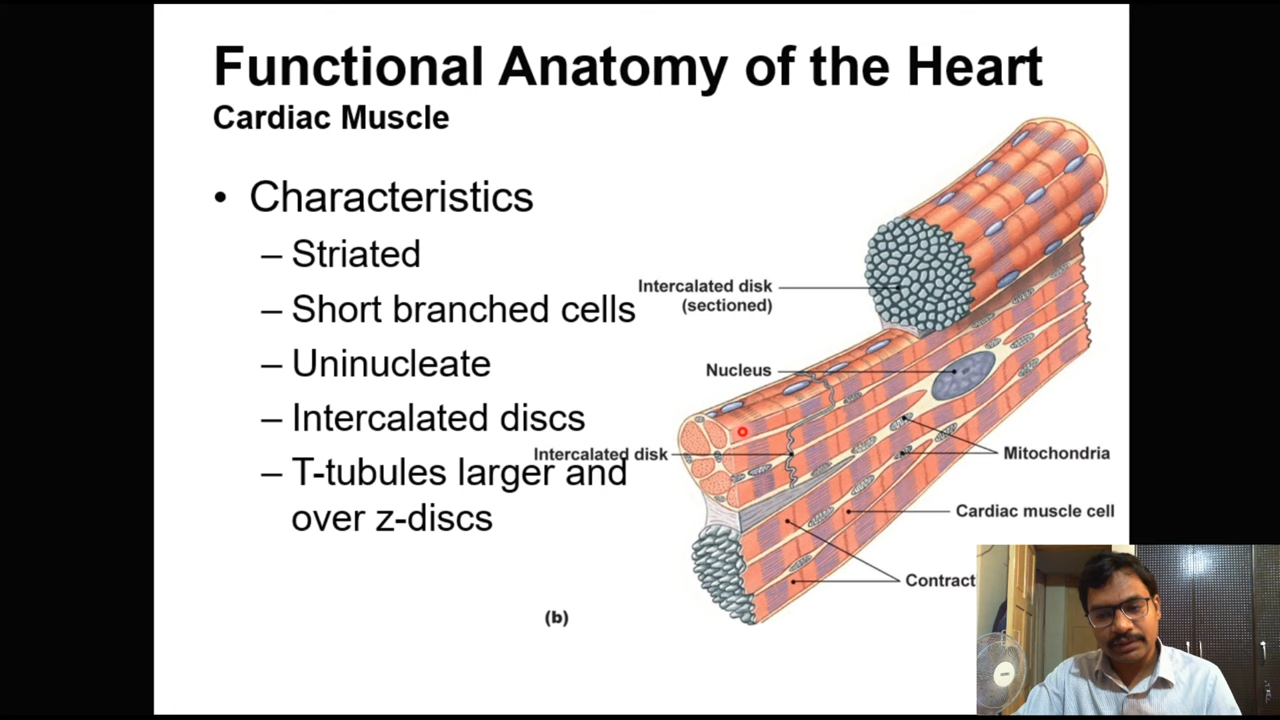 Functional Anatomy of the Heart
Cardiac Muscle
• Characteristics
– Striated
– Short branched cells
– Uninucleate
– Intercalated discs
– T-tubules larger and
over z-discs
Intercalated disk
(sectioned)
Nucleus
Intercalated disk
Mitochondria
Cardiac muscle cell
Contract
(b)